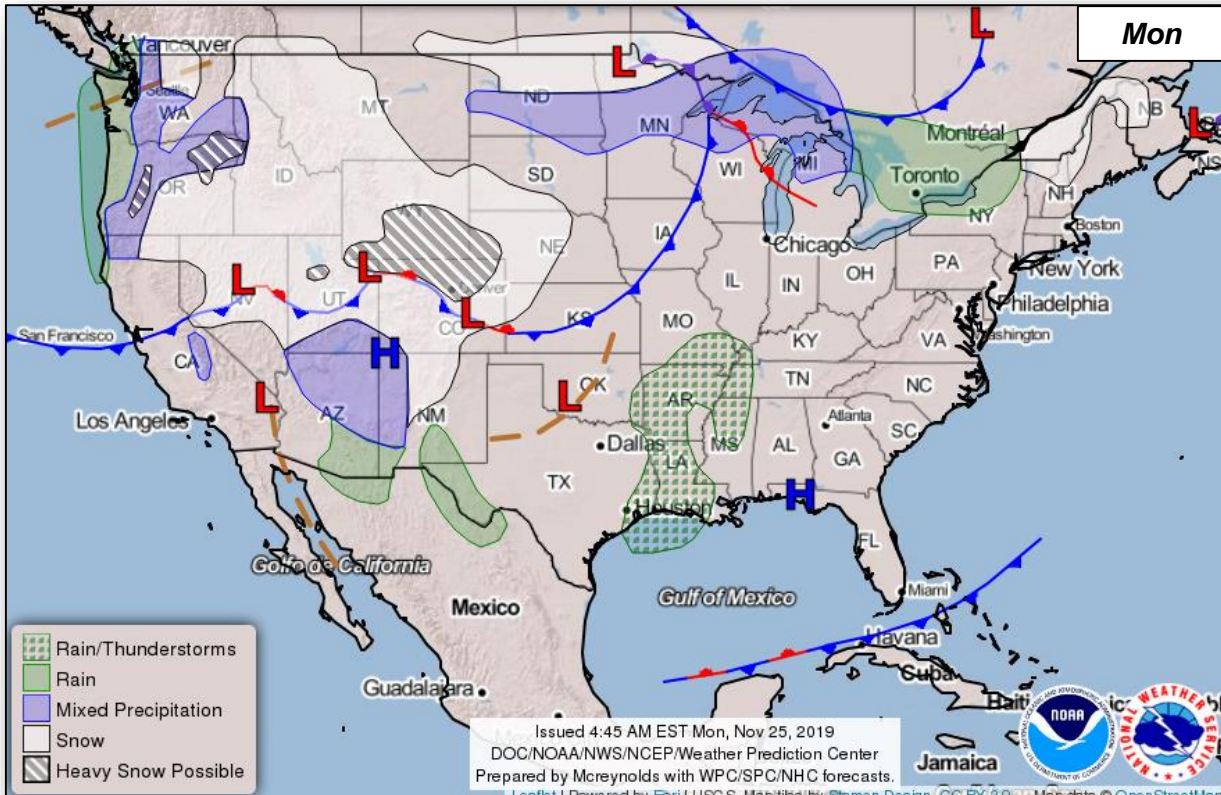 Mon
Vancouver
Seattle
WA
MT
ND
MN
Montréal
NB
NS
OR
ID
SD
WI
MI
Toronto
NH
Boston
NY
WY
NE
IA
Chicago
IL
IN
OH
PA
New York
Philadelphia
Washington
NV
UT
CO
KS
MO
KY
VA
San Francisco
CA
Los Angeles
AZ
NM
OK
AR
TN
NC
SC
Atlanta
Dallas
MS
AL
GA
LA
TX
Houston
FL
Golfo de California
Mexico
Gulf of Mexico
Miami
Havana
Cuba
Guadalajara
Jamaica
L
L
L
L
L
L
L
L
L
H
H
Rain/Thunderstorms
Rain
Mixed Precipitation
Snow
Heavy Snow Possible
Issued 4:45 AM EST Mon, Nov 25, 2019
DOC/NOAA/NWS/NCEP/Weather Prediction Center
Prepared by Mcreynolds with WPC/SPC/NHC forecasts.
NOAA
NATIONAL WEATHER SERVICE